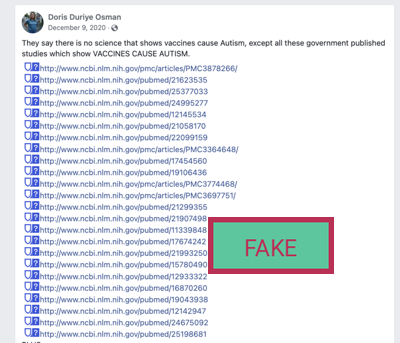 Doris Duriye Osman
December 9, 2020 ·
They say there is no science that shows vaccines cause Autism, except all these government published
studies which show VACCINES CAUSE AUTISM.
http://www.ncbi.nlm.nih.gov/pmc/articles/PMC3878266/
http://www.ncbi.nlm.nih.gov/pubmed/21623535
http://www.ncbi.nlm.nih.gov/pubmed/25377033
http://www.ncbi.nlm.nih.gov/pubmed/24995277
http://www.ncbi.nlm.nih.gov/pubmed/12145534
http://www.ncbi.nlm.nih.gov/pubmed/21058170
http://www.ncbi.nlm.nih.gov/pubmed/22099159
http://www.ncbi.nlm.nih.gov/pmc/articles/PMC3364648/
http://www.ncbi.nlm.nih.gov/pubmed/17454560
http://www.ncbi.nlm.nih.gov/pubmed/19106436
http://www.ncbi.nlm.nih.gov/pmc/articles/PMC3774468/
http://www.ncbi.nlm.nih.gov/pmc/articles/PMC3697751/
http://www.ncbi.nlm.nih.gov/pubmed/21299355
http://www.ncbi.nlm.nih.gov/pubmed/21907498
http://www.ncbi.nlm.nih.gov/pubmed/11339848
http://www.ncbi.nlm.nih.gov/pubmed/17674242
http://www.ncbi.nlm.nih.gov/pubmed/21993250
http://www.ncbi.nlm.nih.gov/pubmed/15780490
http://www.ncbi.nlm.nih.gov/pubmed/12933322
http://www.ncbi.nlm.nih.gov/pubmed/16870260
http://www.ncbi.nlm.nih.gov/pubmed/19043938
http://www.ncbi.nlm.nih.gov/pubmed/12142947
http://www.ncbi.nlm.nih.gov/pubmed/24675092
http://www.ncbi.nlm.nih.gov/pubmed/25198681
FAKE